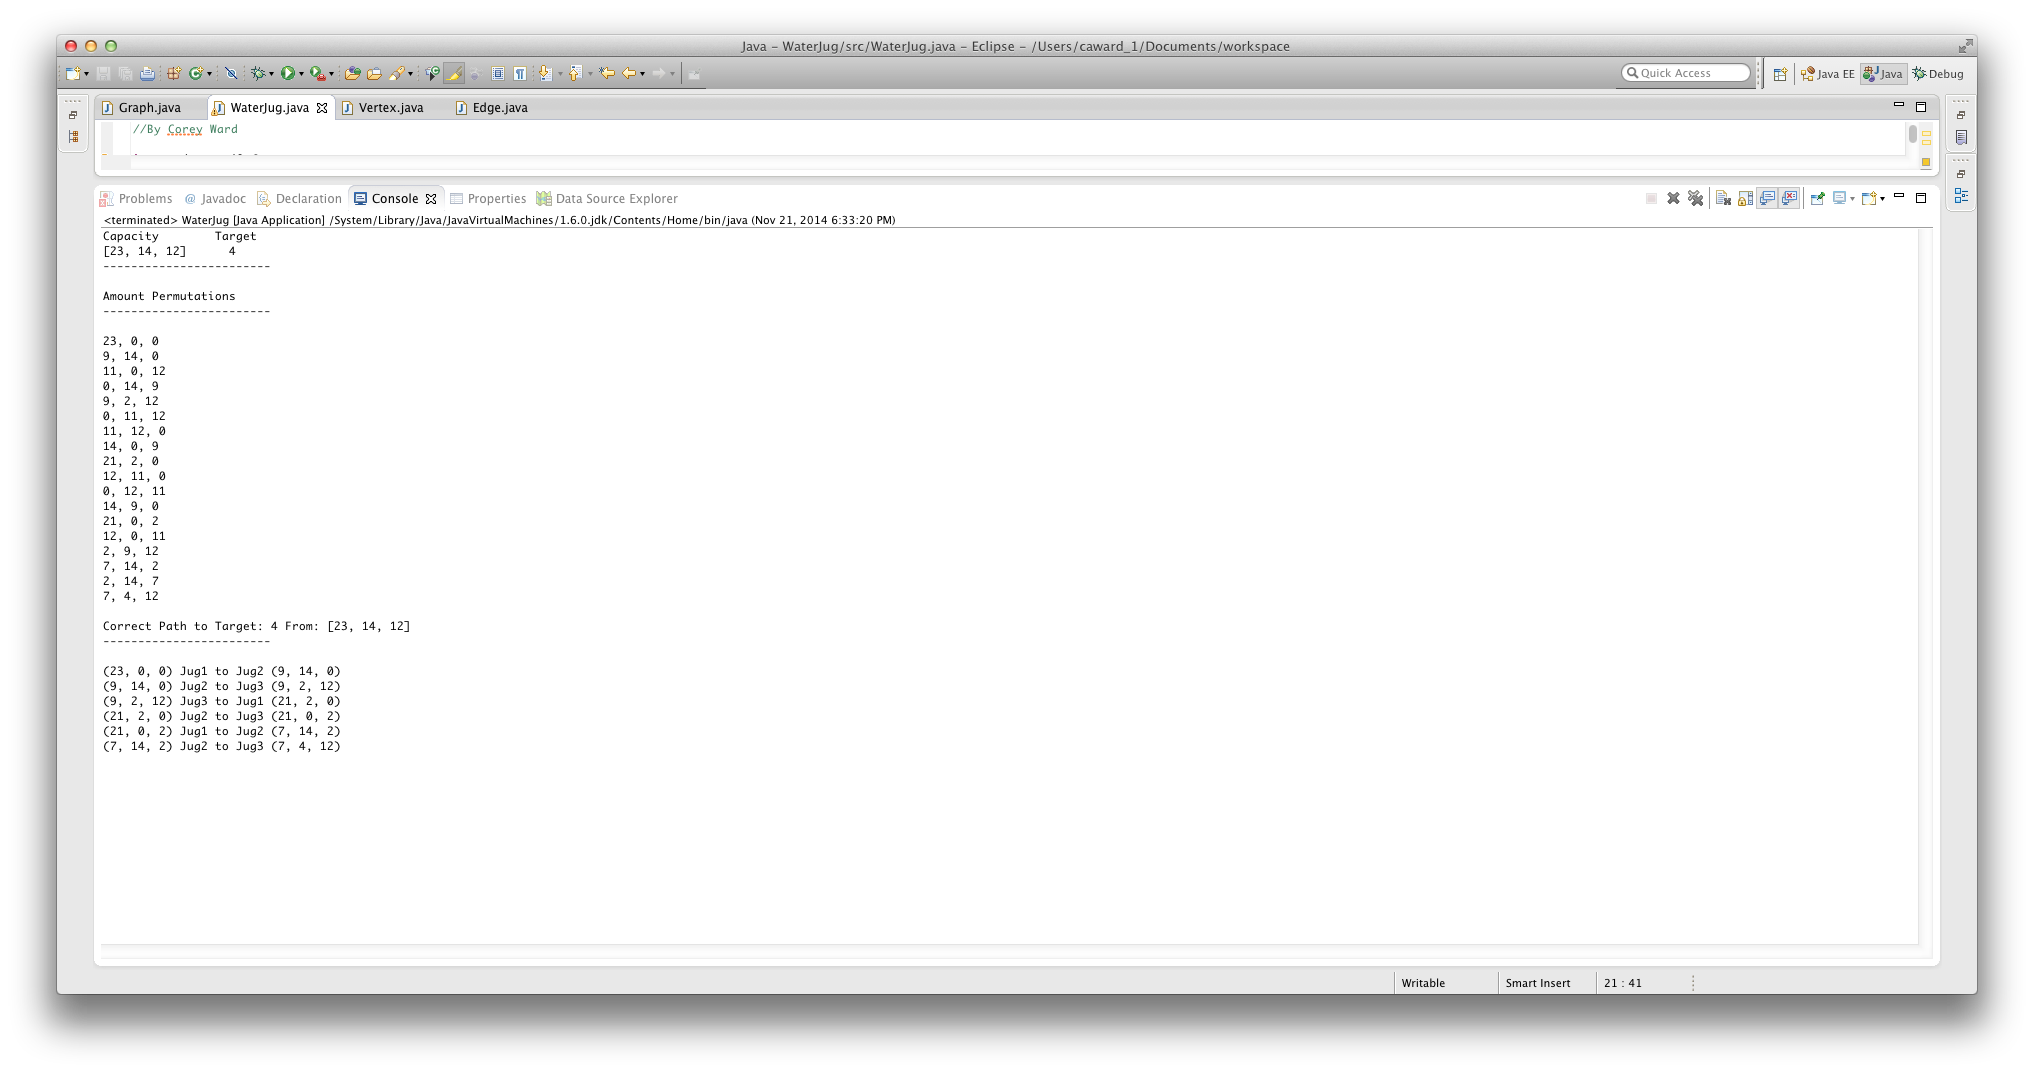 Java – WaterJug/src/WaterJug.java – Eclipse – /Users/caward_1/Documents/workspace
Quick Access
Java EE
Java
Debug
Graph.java
WaterJug.java
Vertex.java
Edge.java
//By Corey Ward
Problems
@ Javadoc
Declaration
Console
Properties
Data Source Explorer
<terminated> WaterJug [Java Application] /System/Library/Java/JavaVirtualMachines/1.6.0.jdk/Contents/Home/bin/java (Nov 21, 2014 6:33:20 PM)
Capacity        Target
[23, 14, 12]      4
------------------------
Amount Permutations
------------------------
23, 0, 0
9, 14, 0
11, 0, 12
0, 14, 9
9, 2, 12
0, 11, 12
11, 12, 0
14, 0, 9
21, 2, 0
12, 11, 0
0, 12, 11
14, 9, 0
21, 0, 2
12, 0, 11
2, 9, 12
7, 14, 2
2, 14, 7
7, 4, 12
Correct Path to Target: 4 From: [23, 14, 12]
------------------------
(23, 0, 0) Jug1 to Jug2 (9, 14, 0)
(9, 14, 0) Jug2 to Jug3 (9, 2, 12)
(9, 2, 12) Jug3 to Jug1 (21, 2, 0)
(21, 2, 0) Jug2 to Jug3 (21, 0, 2)
(21, 0, 2) Jug1 to Jug2 (7, 14, 2)
(7, 14, 2) Jug2 to Jug3 (7, 4, 12)
Writable
Smart Insert
21 : 41